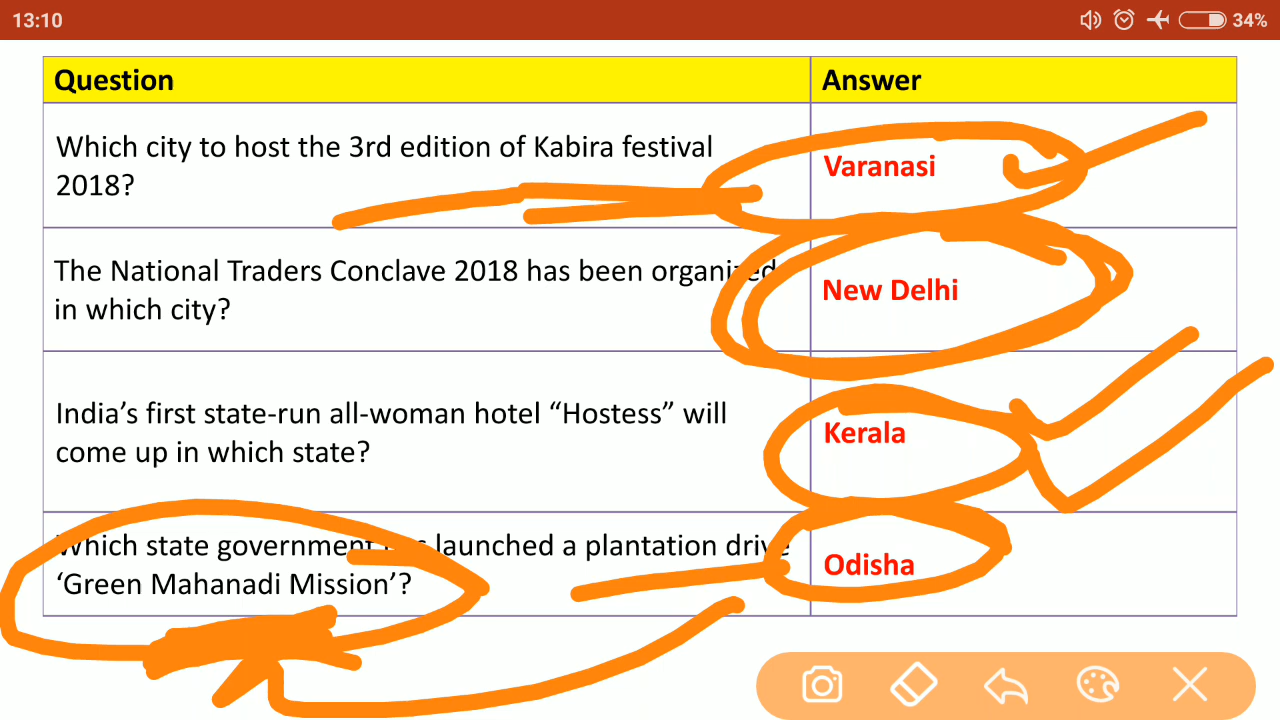 13:10
34%
Question
Answer
Which city to host the 3rd edition of Kabira festival
2018?
Varanasi
The National Traders Conclave 2018 has been organized
in which city?
New Delhi
India's first state-run all-woman hotel “Hostess” will
come up in which state?
Kerala
Which state government has launched a plantation drive
‘Green Mahanadi Mission’?
Odisha